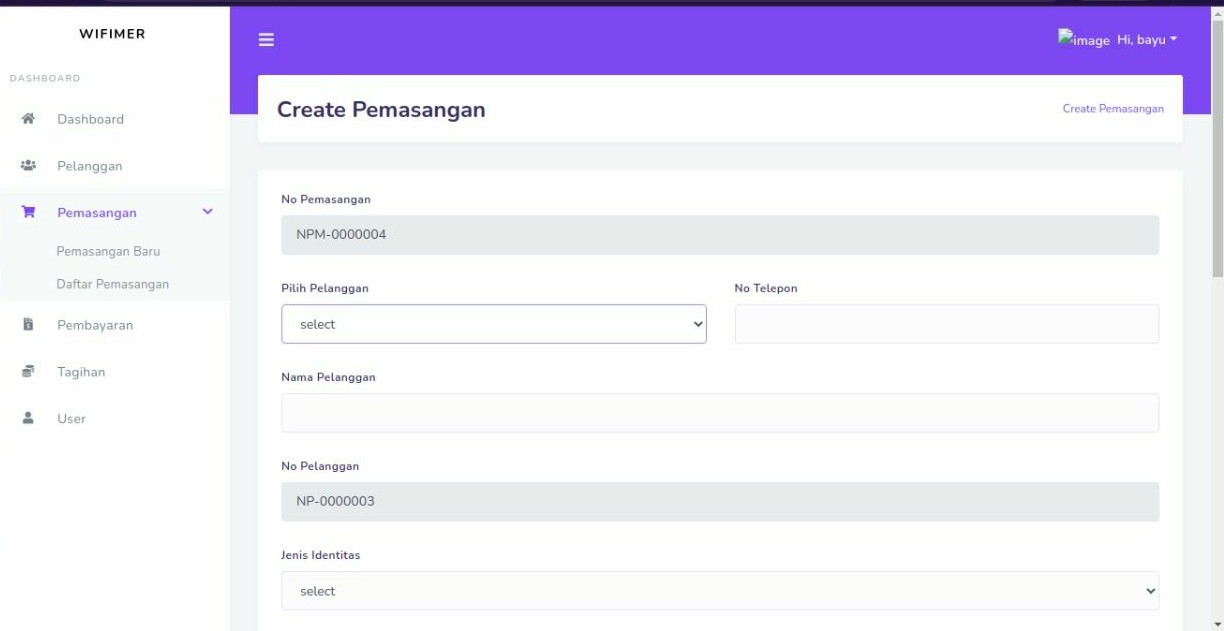 WIFIMER
DASHBOARD
Dashboard
Pelanggan
Pemasangan
Pemasangan Baru
Daftar Pemasangan
Pembayaran
Tagihan
User
image Hi, bayu
Create Pemasangan
Create Pemasangan
No Pemasangan
NPM-0000004
Pilih Pelanggan
select
No Telepon
Nama Pelanggan
No Pelanggan
NP-0000003
Jenis Identitas
select